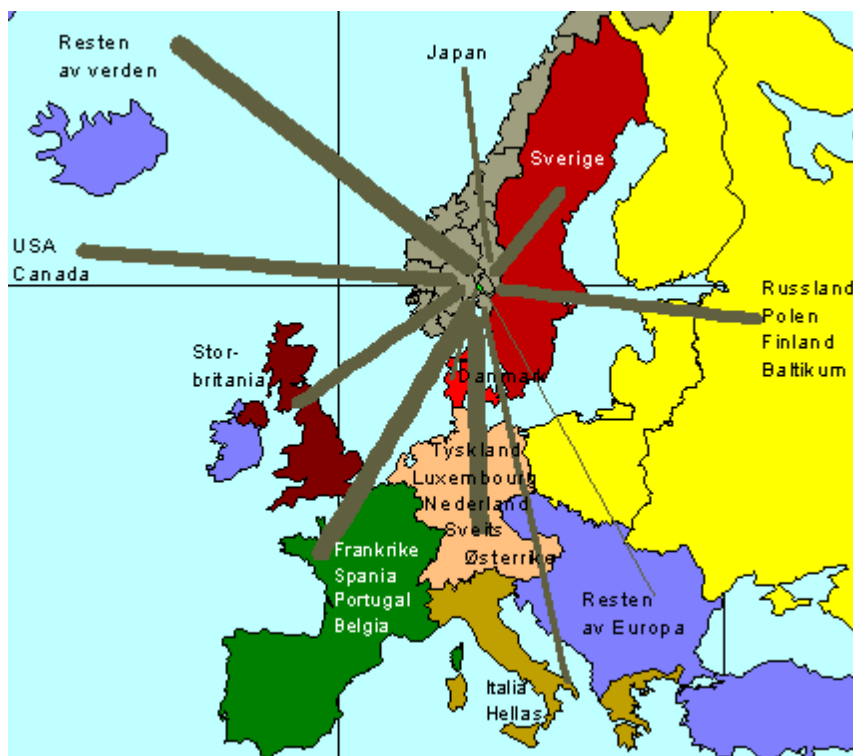 Resten
av verden
Japan
Sverige
USA
Canada
Russland
Polen
Finland
Baltikum
Stor-
britania
Danmark
Tyskland
Luxembourg
Nederland
Sveits
Østerrike
Frankrike
Spania
Portugal
Belgia
Resten
av Europa
Italia
Hellas